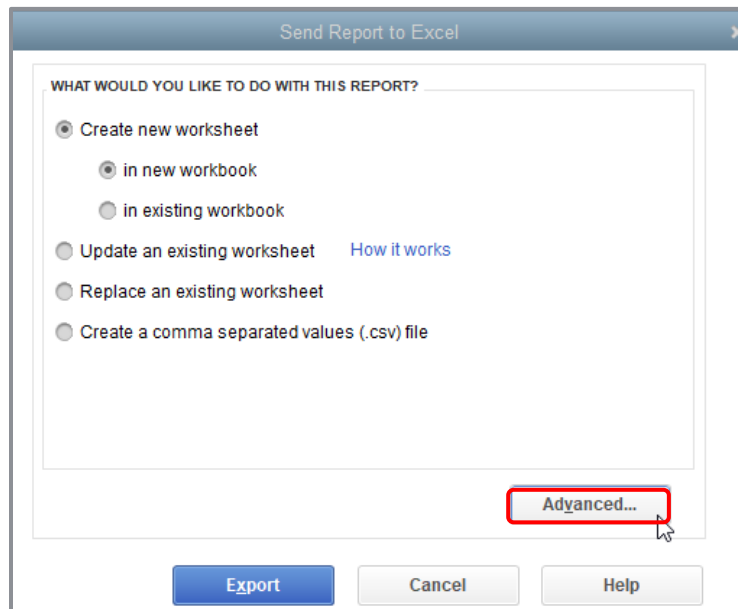 Send Report to Excel
WHAT WOULD YOU LIKE TO DO WITH THIS REPORT?
Create new worksheet
in new workbook
in existing workbook
Update an existing worksheet How it works
Replace an existing worksheet
Create a comma separated values (.csv) file
Advanced...
Export Cancel Help